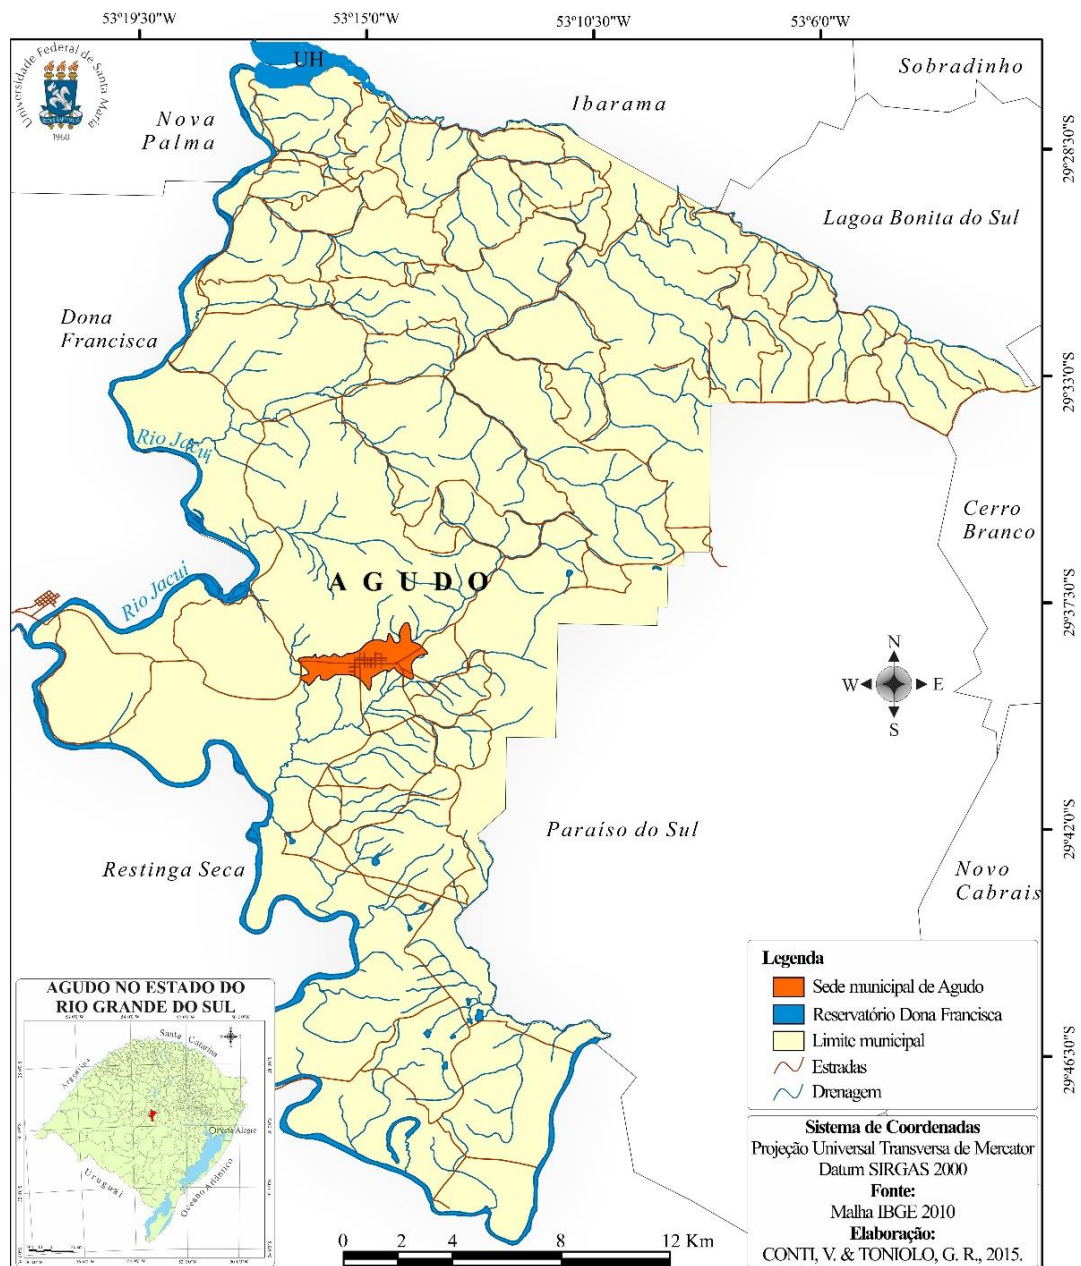 53°19'30"W
53°15'0"W
53°10'30"W
53°6'0"W
Universidade Federal de Santa Maria
1960
UH
Sobradinho
Nova
Palma
Ibarama
29°28'30"S
Lagoa Bonita do Sul
Dona
Francisca
29°33'0"S
Rio Jacuí
Cerro
Branco
Rio Jacui
A G U D O
29°37'30"S
N
W
E
S
Paraíso do Sul
29°42'0"S
Restinga Seca
Novo
Cabrais
Legenda
Sede municipal de Agudo
Reservatório Dona Francisca
Limite municipal
Estradas
Drenagem
29°46'30"S
AGUDO NO ESTADO DO
RIO GRANDE DO SUL
Santa Catarina
Argentina
Porto Alegre
Uruguai
Oceano Atlântico
Sistema de Coordenadas
Projeção Universal Transversa de Mercator
Datum SIRGAS 2000
Fonte:
Malha IBGE 2010
Elaboração:
CONTI, V. & TONIOLO, G. R., 2015.
0 2 4 8 12 Km